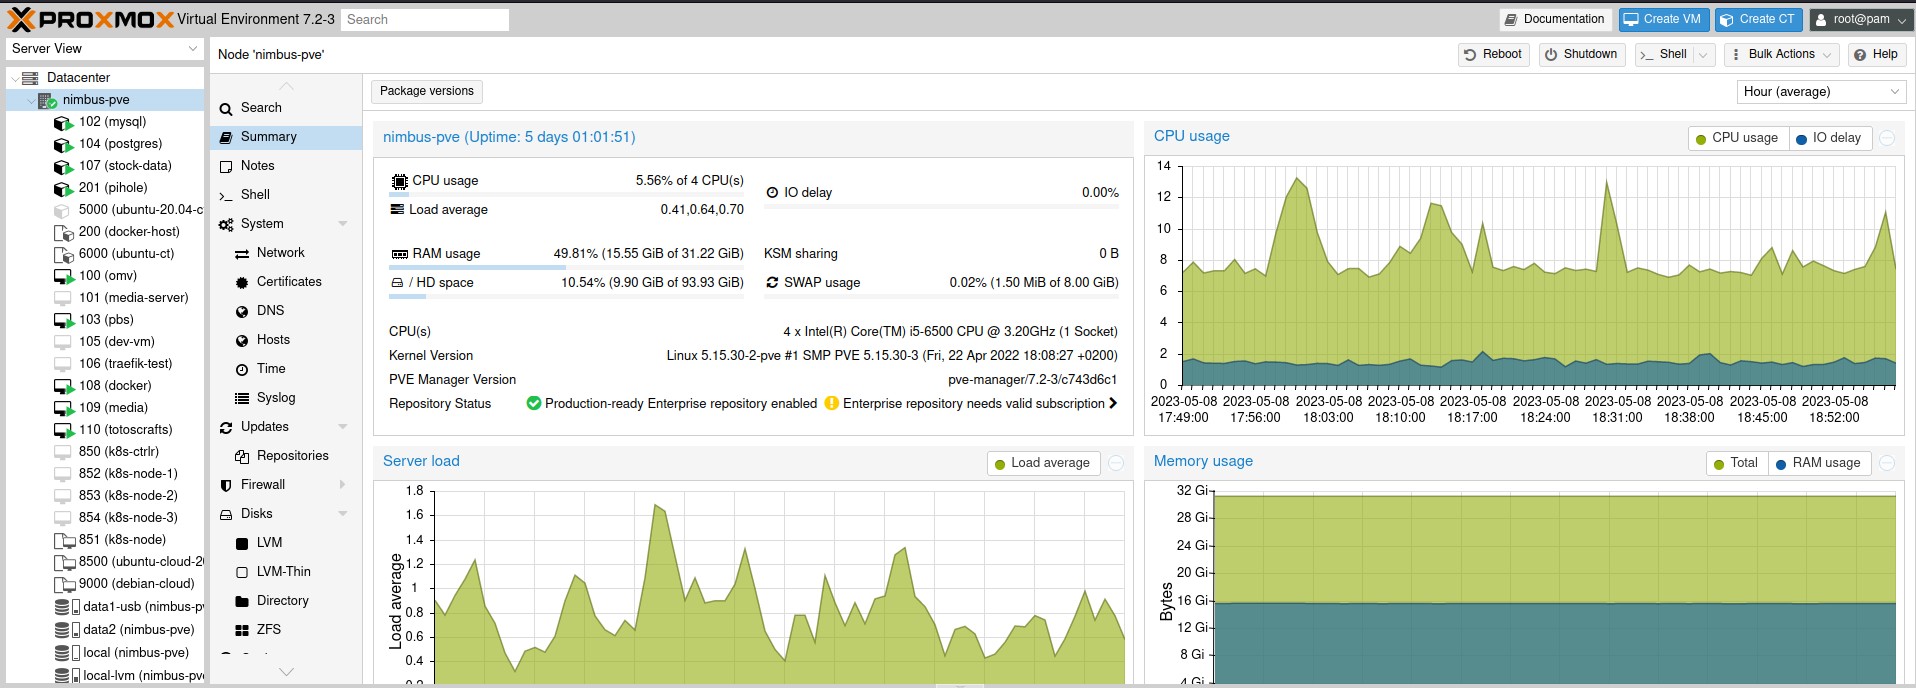 PROXMOX Virtual Environment 7.2-3 Search Documentation Create VM Create CT root@pam
Server View
Node 'nimbus-pve' Reboot Shutdown Shell Bulk Actions Help
Datacenter
nimbus-pve
102 (mysql)
104 (postgres)
107 (stock-data)
201 (pihole)
5000 (ubuntu-20.04-c
200 (docker-host)
6000 (ubuntu-ct)
100 (omv)
101 (media-server)
103 (pbs)
105 (dev-vm)
106 (traefik-test)
108 (docker)
109 (media)
110 (totoscrafts)
850 (k8s-ctrlr)
852 (k8s-node-1)
853 (k8s-node-2)
854 (k8s-node-3)
851 (k8s-node)
8500 (ubuntu-cloud-20
9000 (debian-cloud)
data1-usb (nimbus-pv
data2 (nimbus-pve)
local (nimbus-pve)
local-lvm (nimbus-pve
Search
Summary
Notes
Shell
System
Network
Certificates
DNS
Hosts
Time
Syslog
Updates
Repositories
Firewall
Disks
LVM
LVM-Thin
Directory
ZFS
Package versions
Hour (average)
nimbus-pve (Uptime: 5 days 01:01:51)
CPU usage 5.56% of 4 CPU(s)
IO delay 0.00%
Load average 0.41,0.64,0.70
RAM usage 49.81% (15.55 GiB of 31.22 GiB)
KSM sharing 0 B
/ HD space 10.54% (9.90 GiB of 93.93 GiB)
SWAP usage 0.02% (1.50 MiB of 8.00 GiB)
CPU(s) 4 x Intel(R) Core(TM) i5-6500 CPU @ 3.20GHz (1 Socket)
Kernel Version Linux 5.15.30-2-pve #1 SMP PVE 5.15.30-3 (Fri, 22 Apr 2022 18:08:27 +0200)
PVE Manager Version pve-manager/7.2-3/c743d6c1
Repository Status Production-ready Enterprise repository enabled Enterprise repository needs valid subscription
CPU usage CPU usage IO delay
14
12
10
8
6
4
2
0
2023-05-08 2023-05-08 2023-05-08 2023-05-08 2023-05-08 2023-05-08 2023-05-08 2023-05-08 2023-05-08 2023-05-08
17:49:00 17:56:00 18:03:00 18:10:00 18:17:00 18:24:00 18:31:00 18:38:00 18:45:00 18:52:00
Server load Load average
Load average
1.8
1.6
1.4
1.2
1
0.8
0.6
0.4
0.2
Memory usage Total RAM usage
Bytes
32 Gi
28 Gi
24 Gi
20 Gi
16 Gi
12 Gi
8 Gi
4 Gi